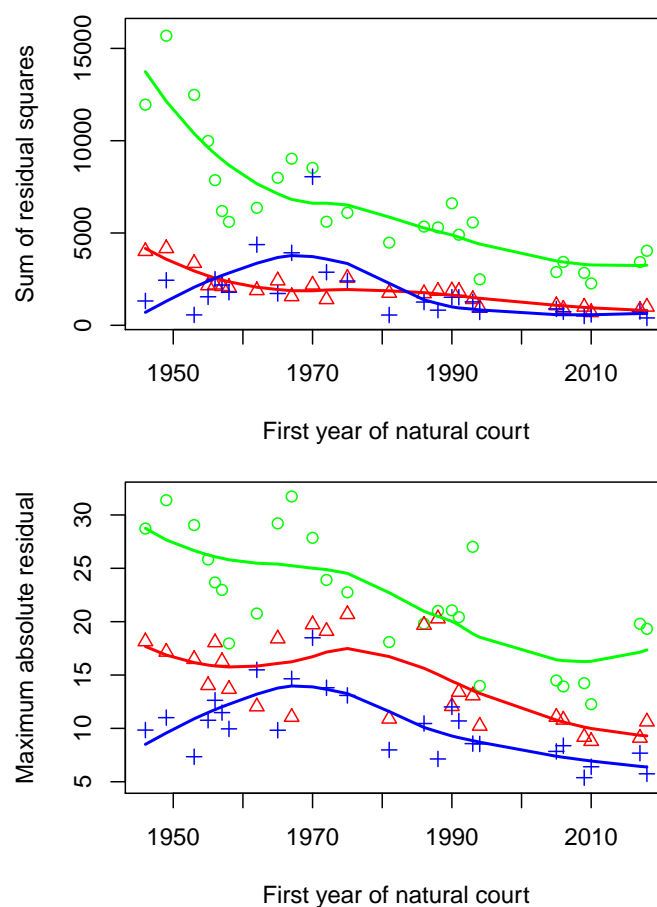 Sum of residual squares
15000
10000
5000
0
1950 1970 1990 2010
First year of natural court
Maximum absolute residual
30
25
20
15
10
5
1950 1970 1990 2010
First year of natural court